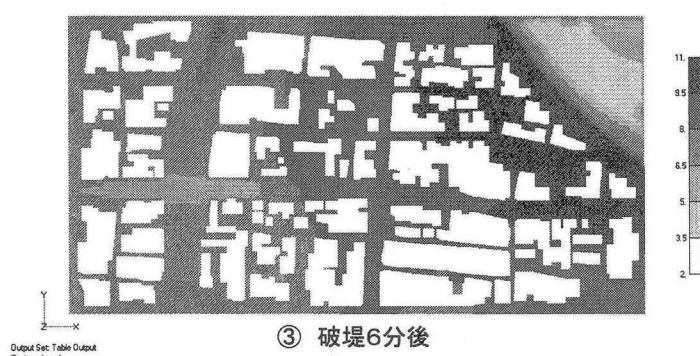 11.
9.5
8.
6.5
5.
3.5
2.
Y
Z X
③ 破堤6分後
Output Set: Table Output